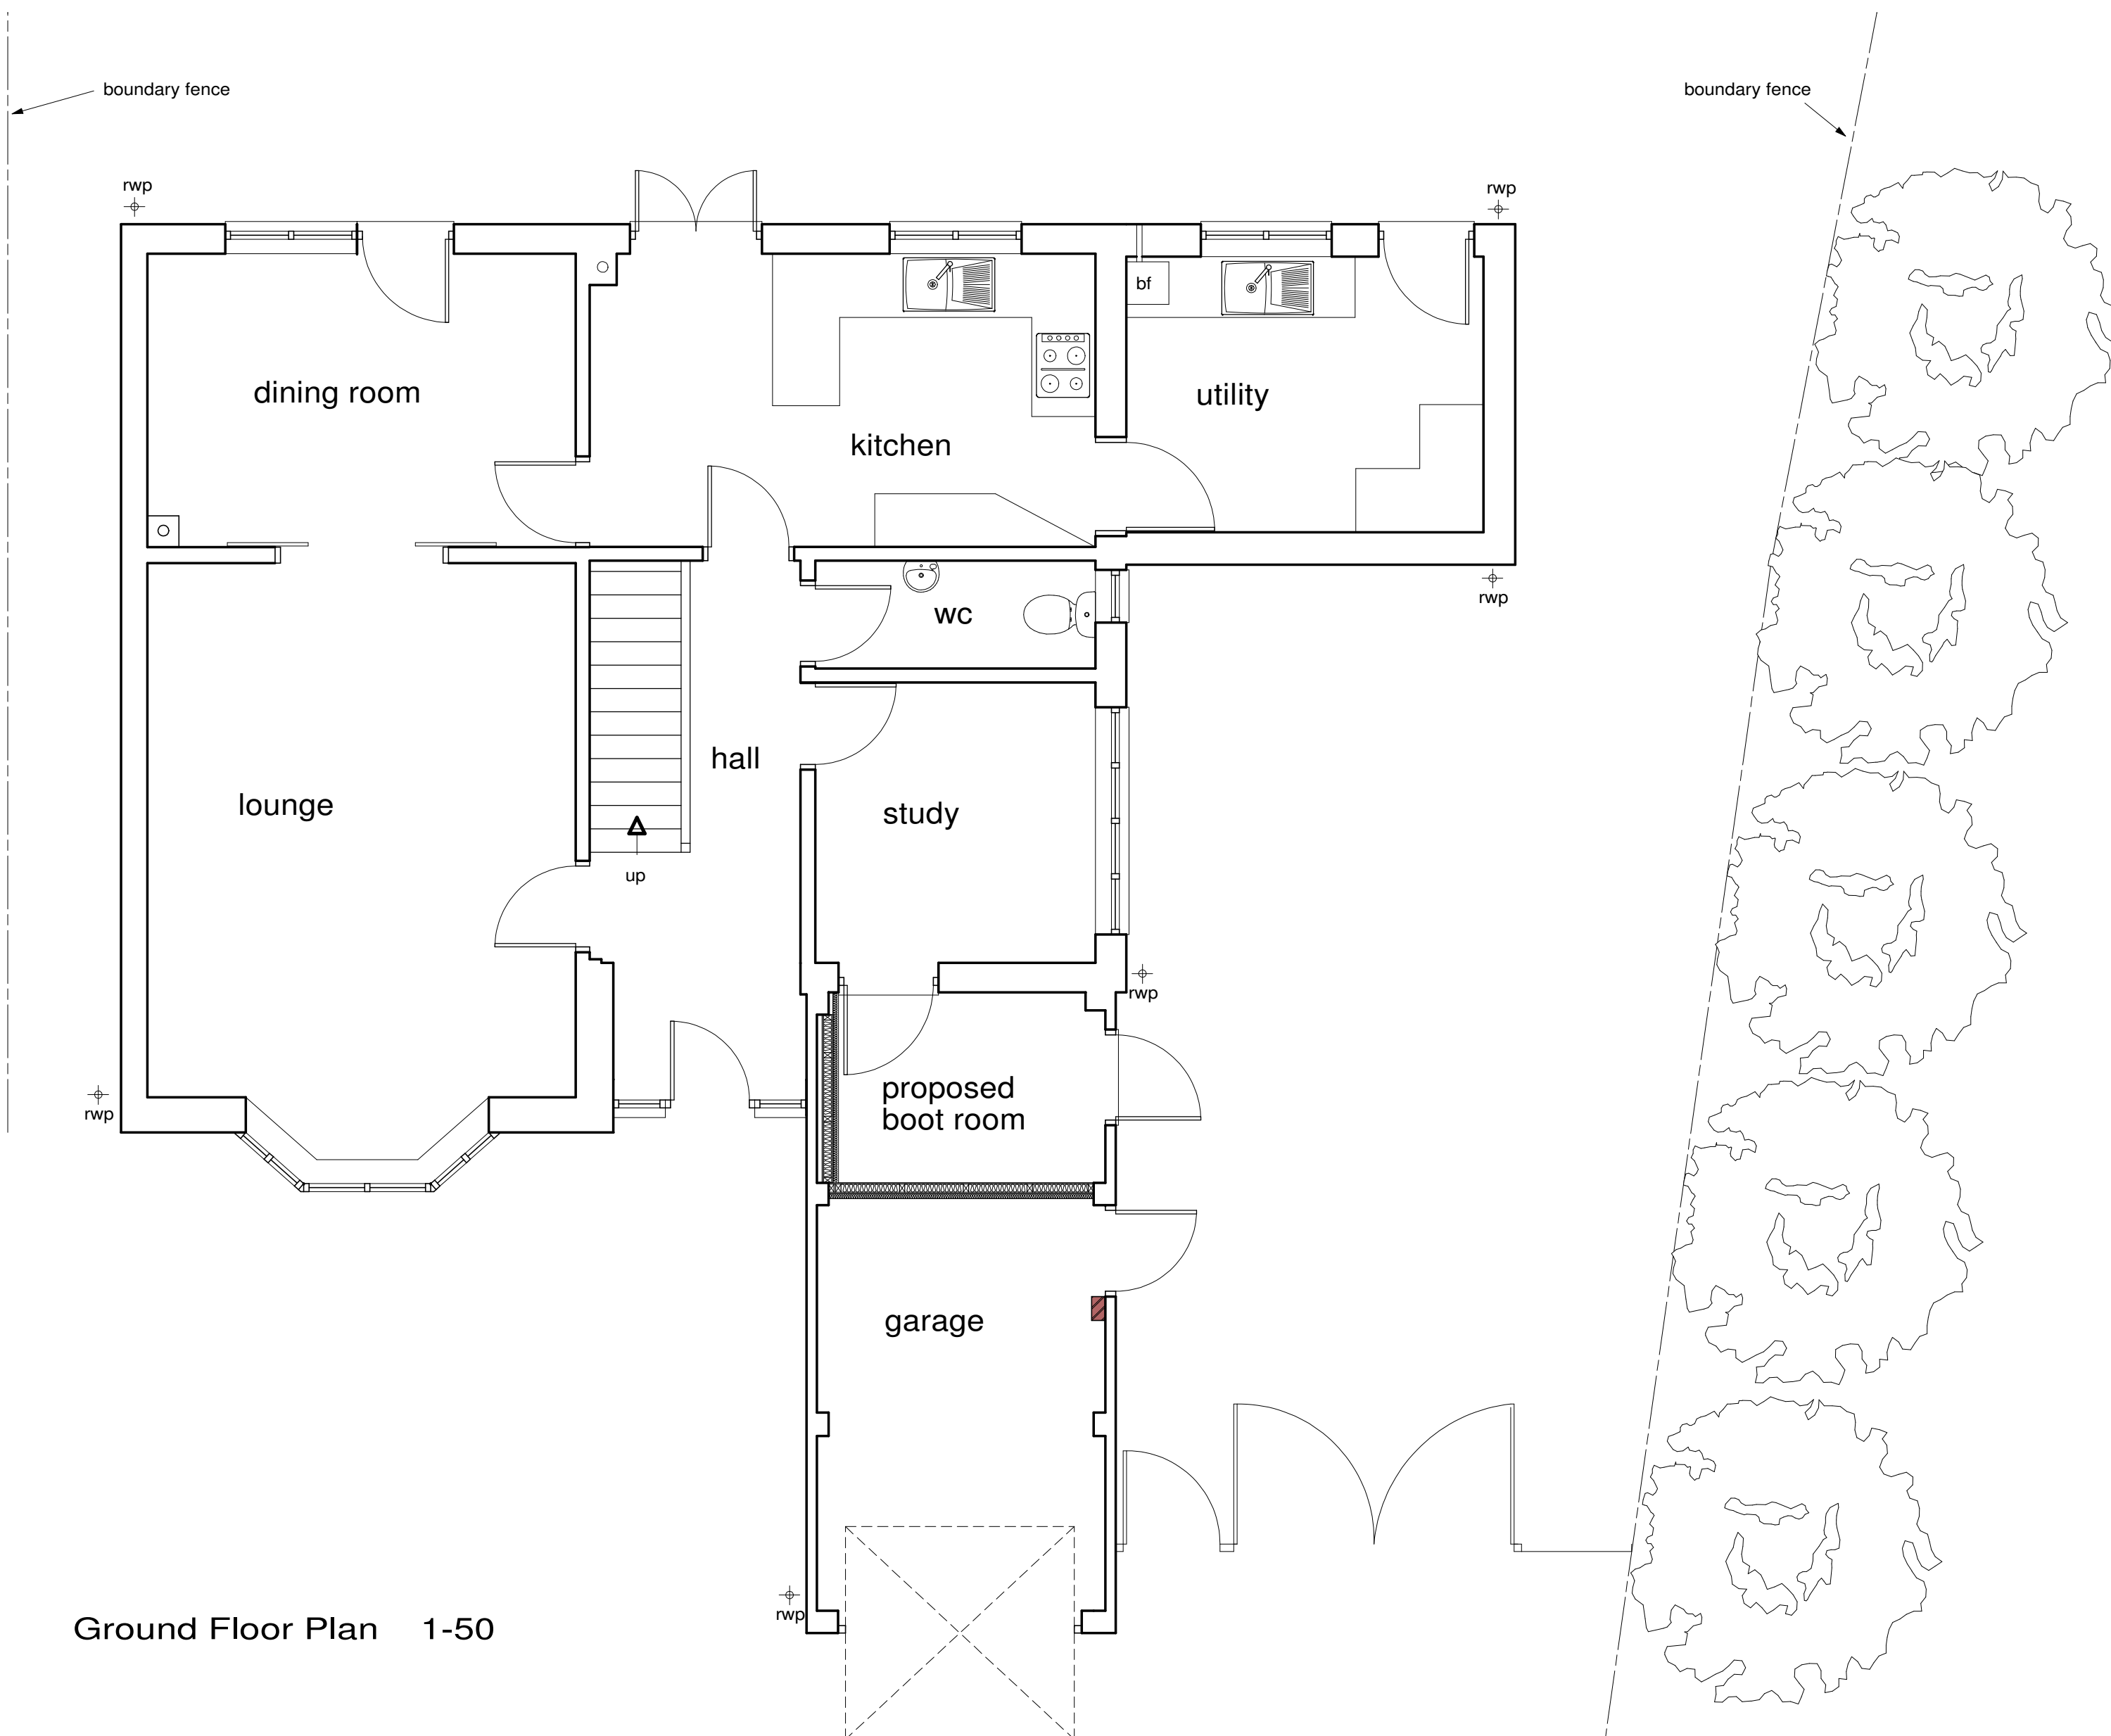 boundary fence
boundary fence
rwp
rwp
bf
dining room
utility
kitchen
rwp
wc
hall
lounge
study
up
rwp
proposed
boot room
rwp
garage
rwp
Ground Floor Plan 1-50